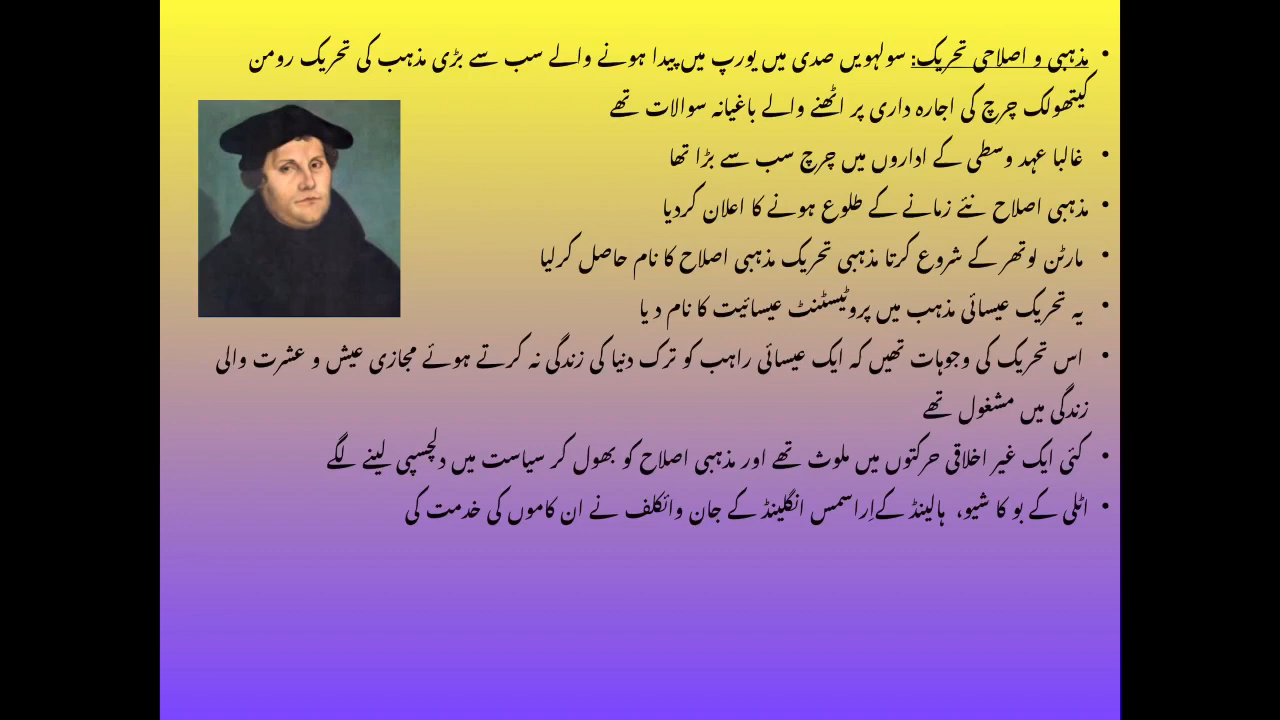 • مذہبی و اصلاحی تحریک: سولہویں صدی میں یورپ میں پیدا ہونے والے سب سے بڑی مذہب کی تحریک رومن
کیتھولک چرچ کی اجارہ داری پر اٹھنے والے باغیانہ سوالات تھے
• غالبا عہد وسطی کے اداروں میں چرچ سب سے بڑا تھا
• مذہبی اصلاح نئے زمانے کے طلوع ہونے کا اعلان کردیا
• مارٹن لوتھر کے شروع کرتا مذہبی تحریک مذہبی اصلاح کا نام حاصل کرلیا
• یہ تحریک عیسائی مذہب میں پروٹیسٹنٹ عیسائیت کا نام دیا
• اس تحریک کی وجوہات تھیں کہ ایک عیسائی راہب کو ترک دنیا کی زندگی نہ کرتے ہوئے مجازی عیش و عشرت والی
زندگی میں مشغول تھے
• کئی ایک غیر اخلاقی حرکتوں میں ملوث تھے اور مذہبی اصلاح کو بھول کر سیاست میں دلچسپی لینے لگے
• اٹلی کے بو کا شیو، ہالینڈ کےاِراسمس انگلینڈ کے جان وائکلف نے ان کاموں کی خدمت کی